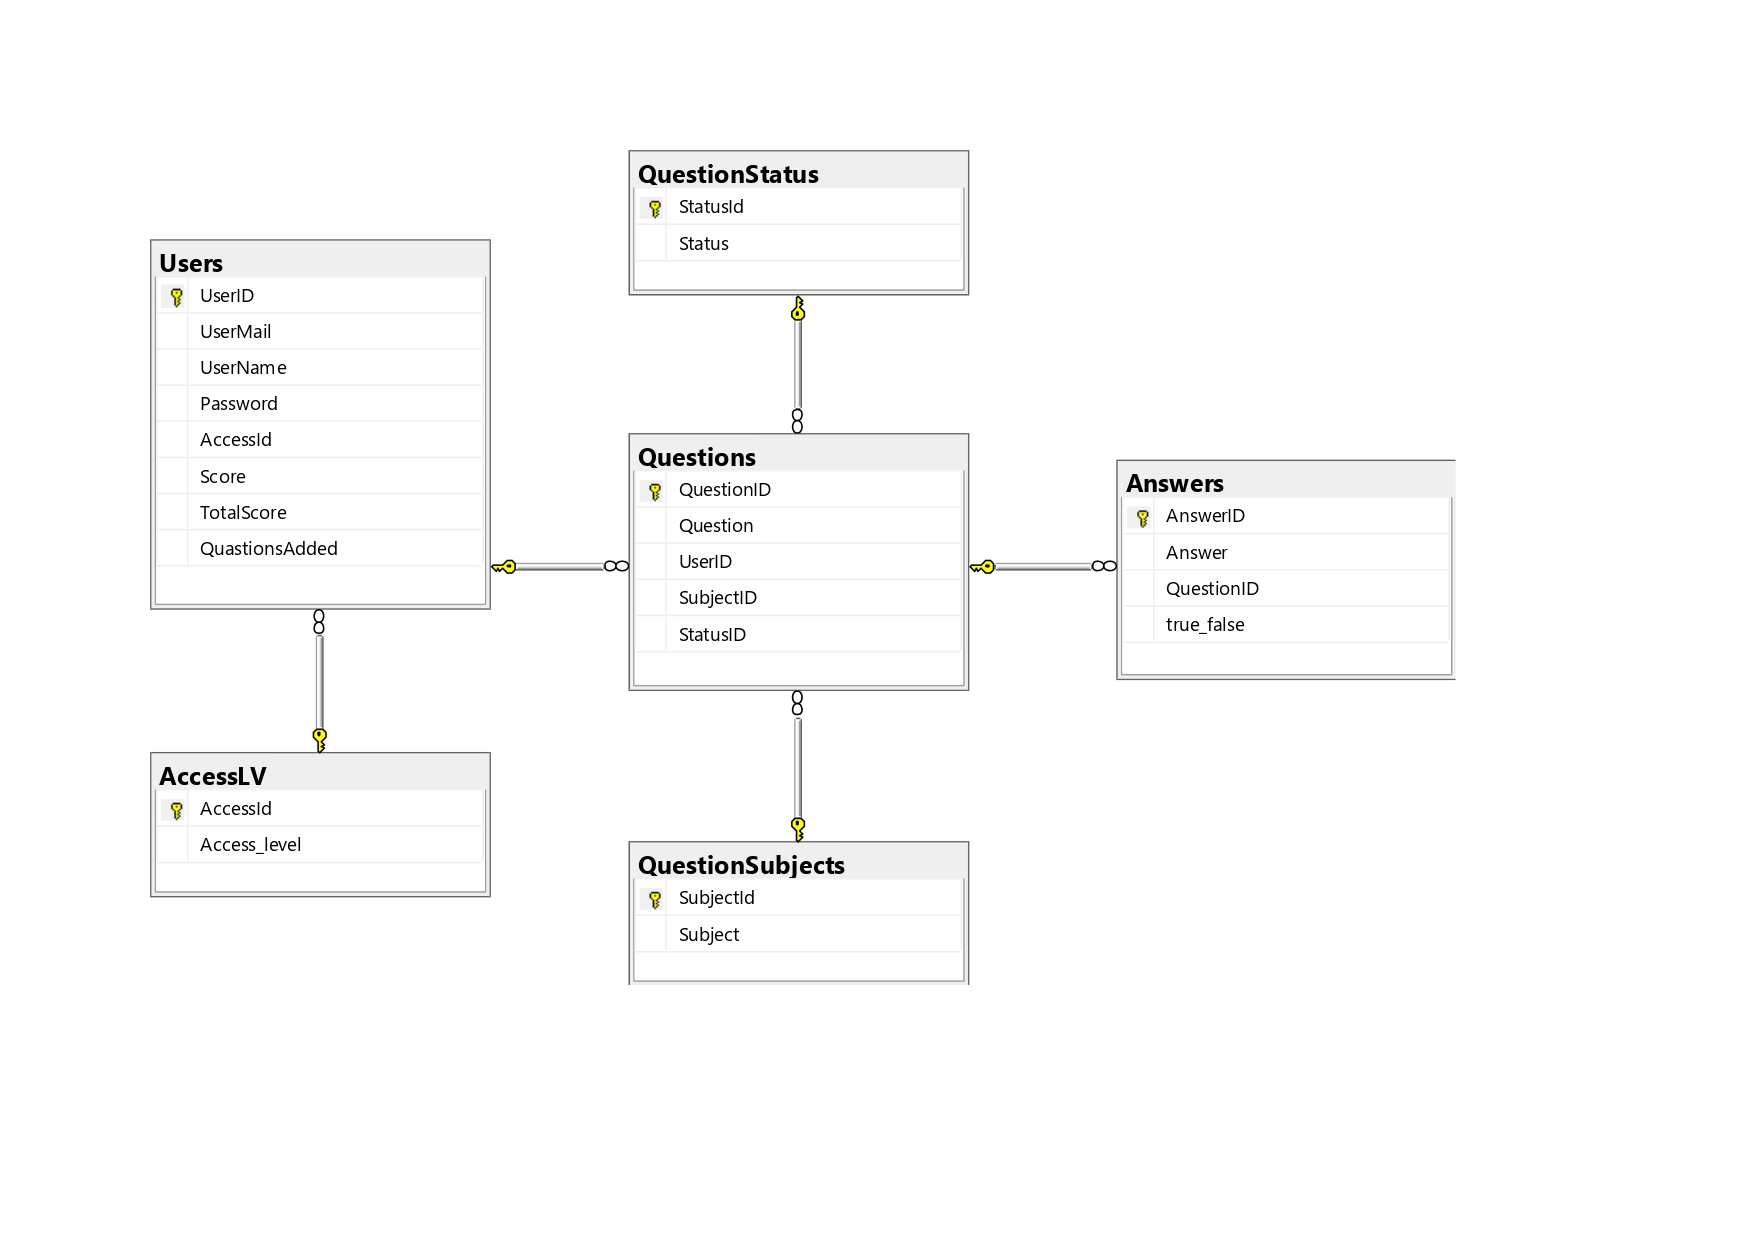 QuestionStatus
StatusId
Status
Users
UserID
UserMail
UserName
Password
AccessId
Score
TotalScore
QuastionsAdded
Questions
QuestionID
Question
UserID
SubjectID
StatusID
Answers
AnswerID
Answer
QuestionID
true_false
AccessLV
AccessId
Access_level
QuestionSubjects
SubjectId
Subject